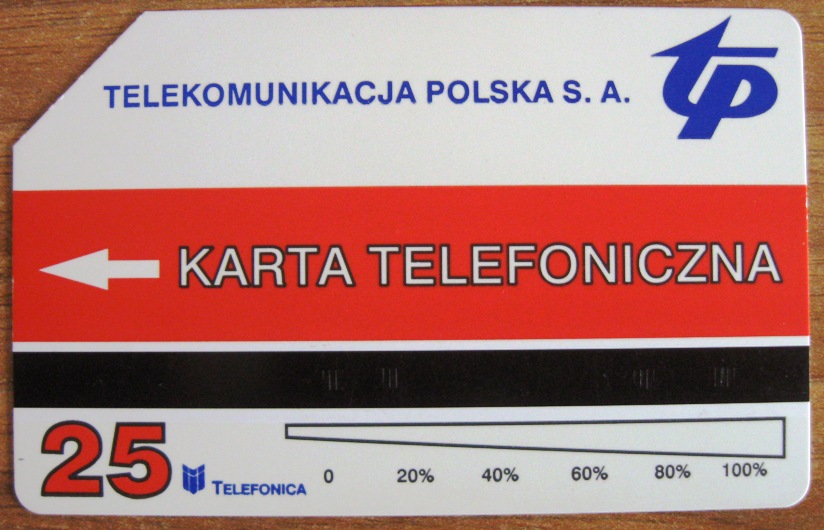 TELEKOMUNIKACJA POLSKA S. A.
tp
KARTA TELEFONICZNA
25
TELEFONICA
0 20% 40% 60% 80% 100%